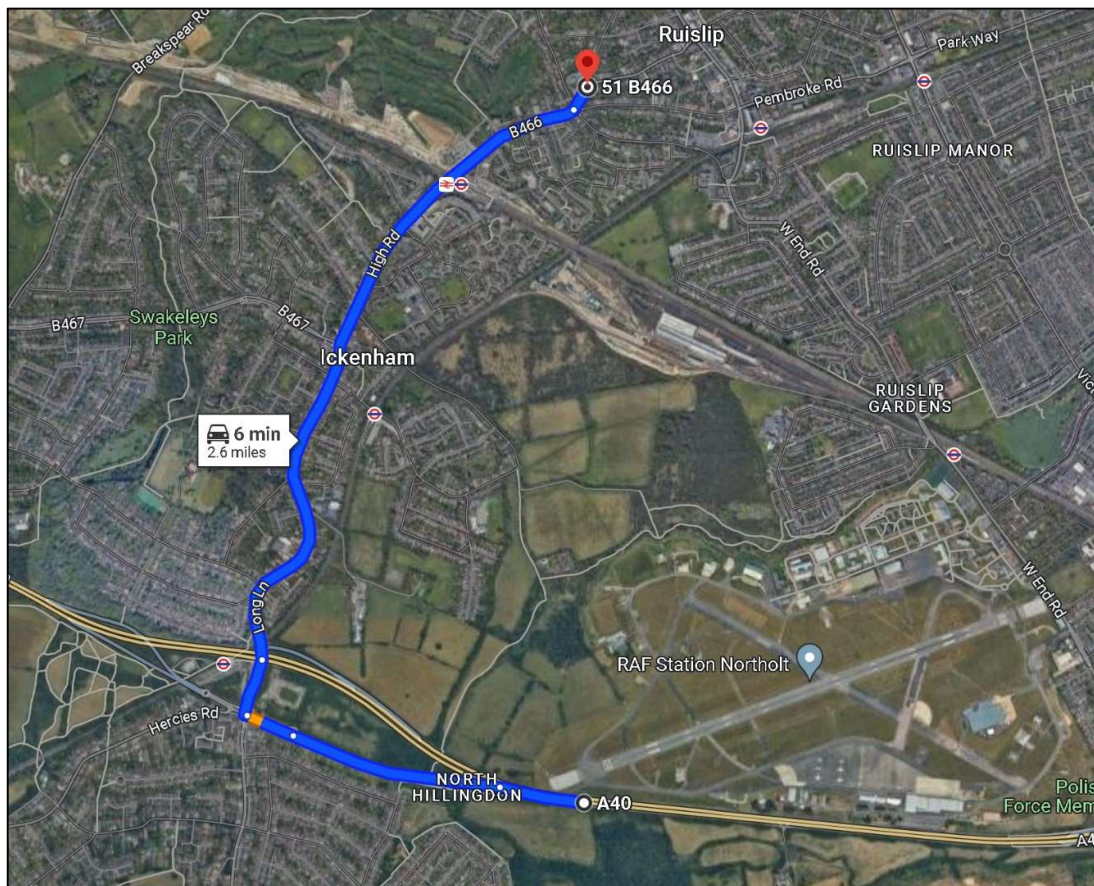 Breakspear Rd
Ruislip
Park Way
51 B466
Pembroke Rd
B466
RUISLIP MANOR
High Rd
W End Rd
B467
B467
Swakeleys
Park
Ickenham
RUISLIP
GARDENS
6 min
2.6 miles
Long Ln
W End Rd
RAF Station Northolt
Hercies Rd
NORTH
HILLINGDON
A40
Force Mem